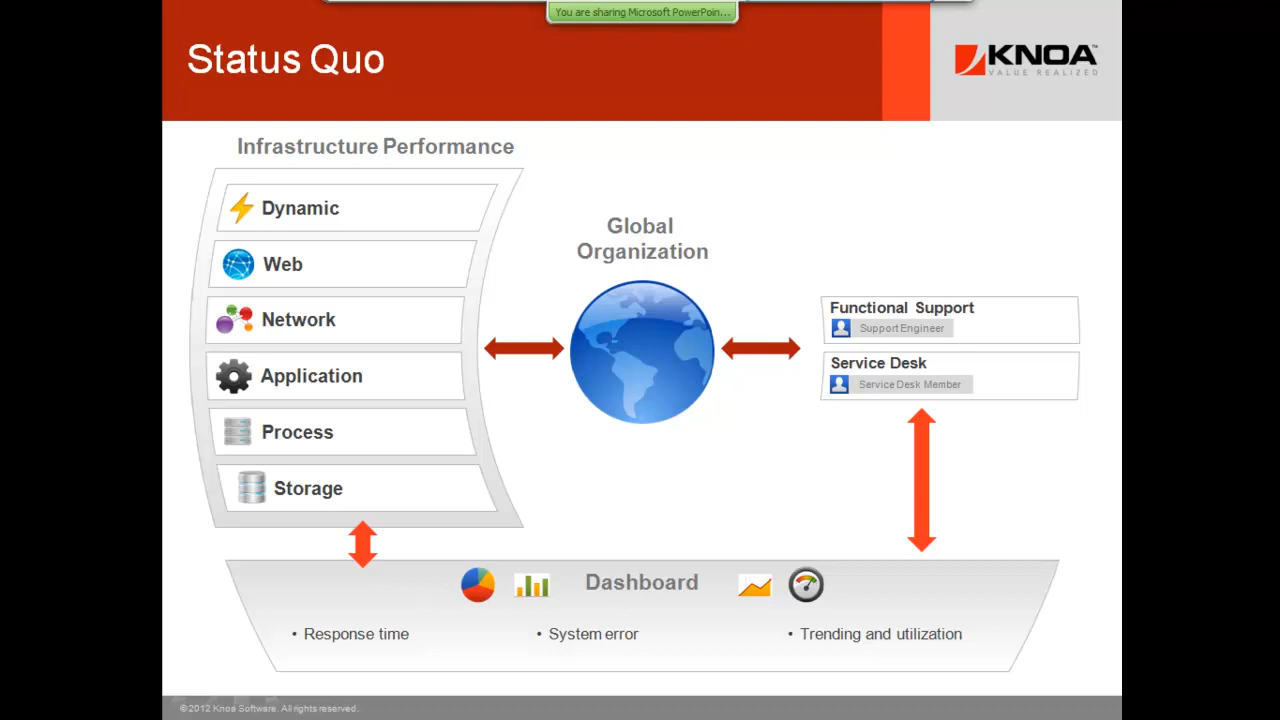 You are sharing Microsoft PowerPoin...
Status Quo
KNOA™
VALUE REALIZED
Infrastructure Performance
Dynamic
Web
Network
Application
Process
Storage
Global
Organization
Functional Support
Support Engineer
Service Desk
Service Desk Member
Dashboard
• Response time
• System error
• Trending and utilization
©2012 Knoa Software. All rights reserved.